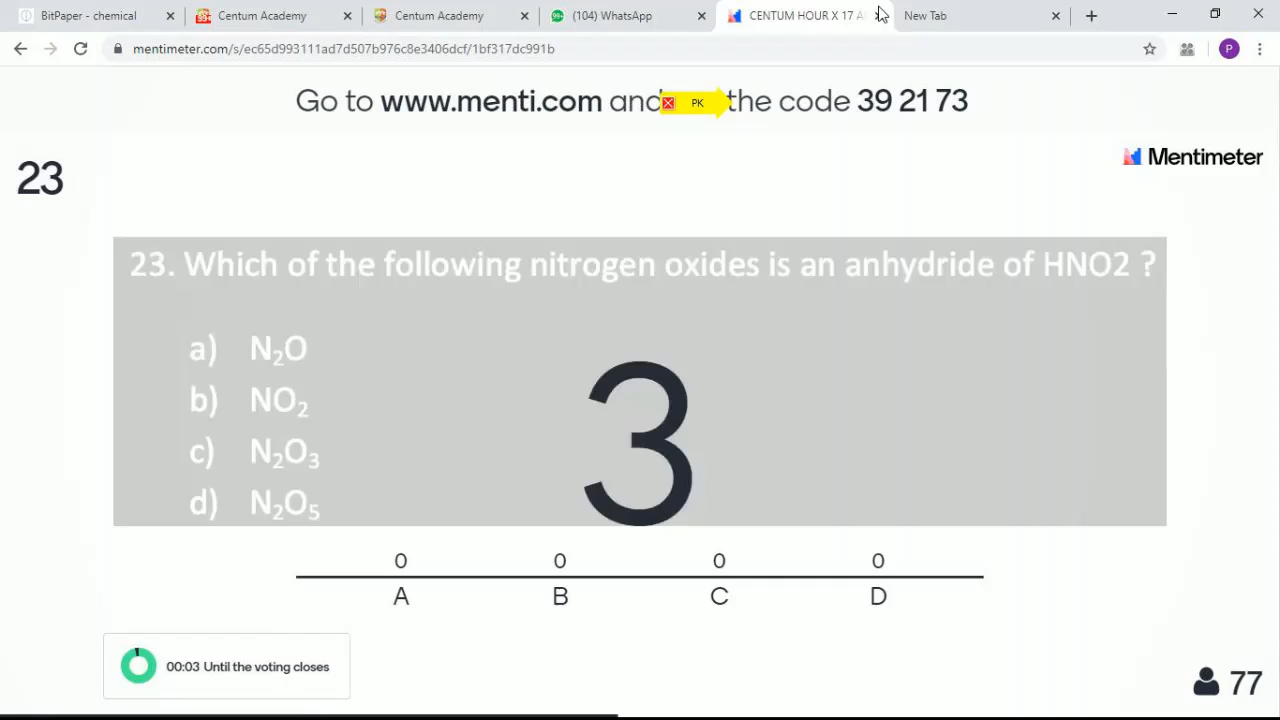 BitPaper - chemical
Centum Academy
Centum Academy
(104) WhatsApp
CENTUM HOUR X 17 A
New Tab
mentimeter.com/s/ec65d993111ad7d507b976c8e3406dcf/1bf317dc991b
P
Go to www.menti.com and PK the code 39 21 73
Mentimeter
23
23. Which of the following nitrogen oxides is an anhydride of HNO2 ?
a) N₂O
b) NO₂
c) N₂O₃
d) N₂O₅
3
0 0 0 0
A B C D
00:03 Until the voting closes
77